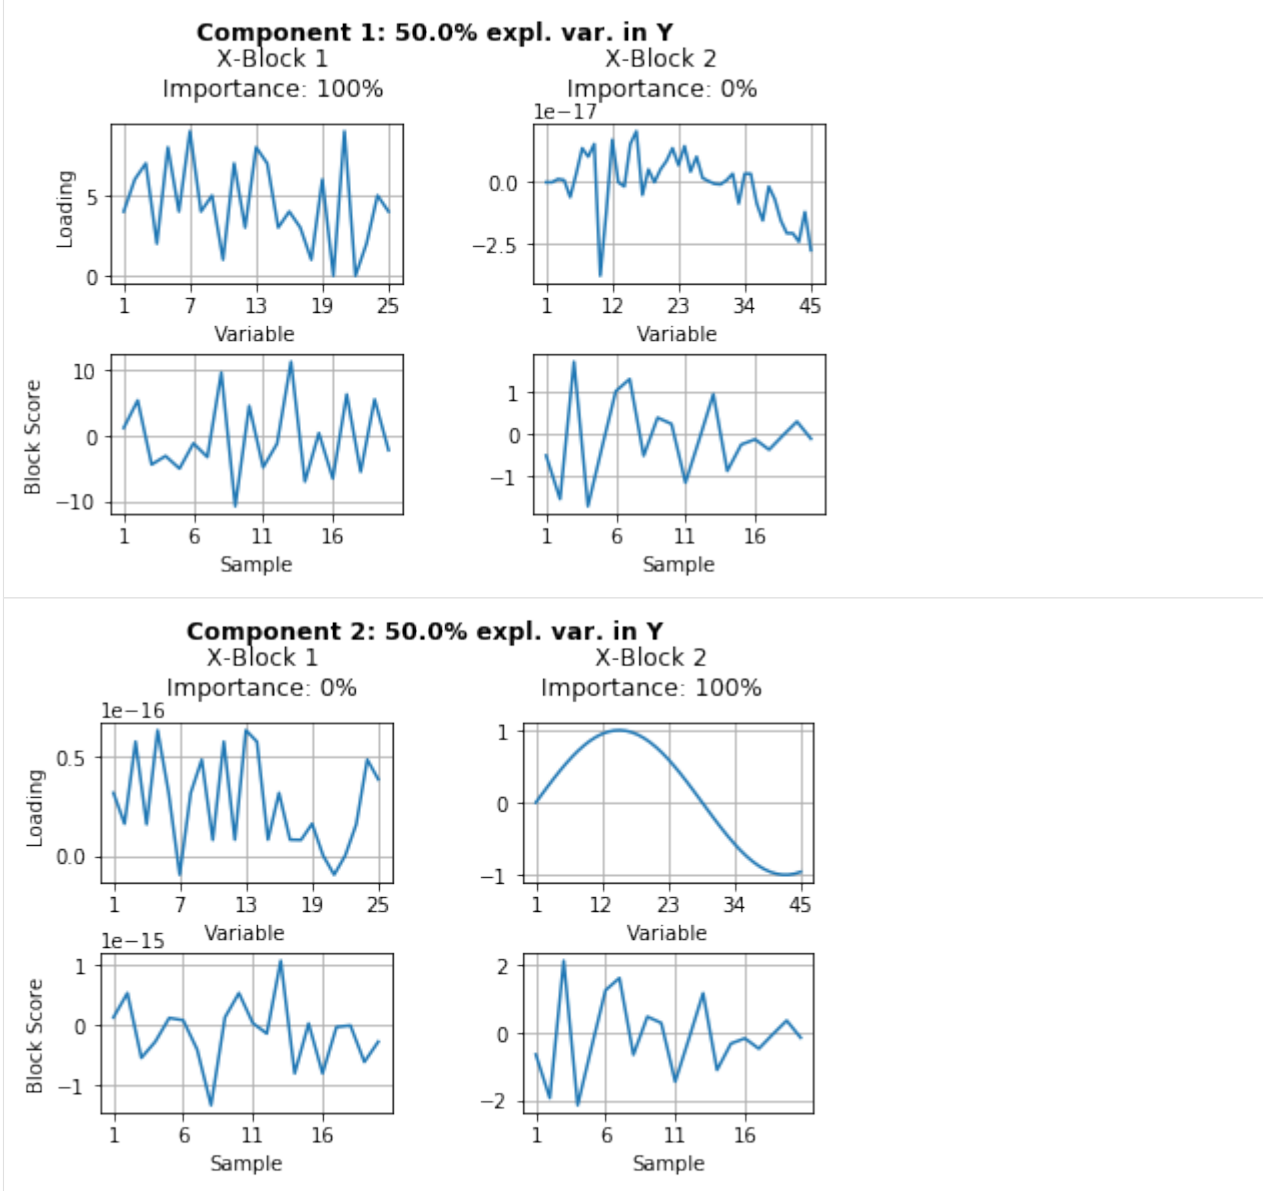 Component 1: 50.0% expl. var. in Y
X-Block 1
Importance: 100%
Loading
5
0
1 7 13 19 25
Variable
X-Block 2
Importance: 0%
1e−17
0.0
−2.5
1 12 23 34 45
Variable
Block Score
10
0
−10
1 6 11 16
Sample
1
0
−1
1 6 11 16
Sample
Component 2: 50.0% expl. var. in Y
X-Block 1
Importance: 0%
1e−16
Loading
0.5
0.0
1 7 13 19 25
Variable
X-Block 2
Importance: 100%
1
0
−1
1 12 23 34 45
Variable
1e−15
Block Score
1
0
−1
1 6 11 16
Sample
2
0
−2
1 6 11 16
Sample